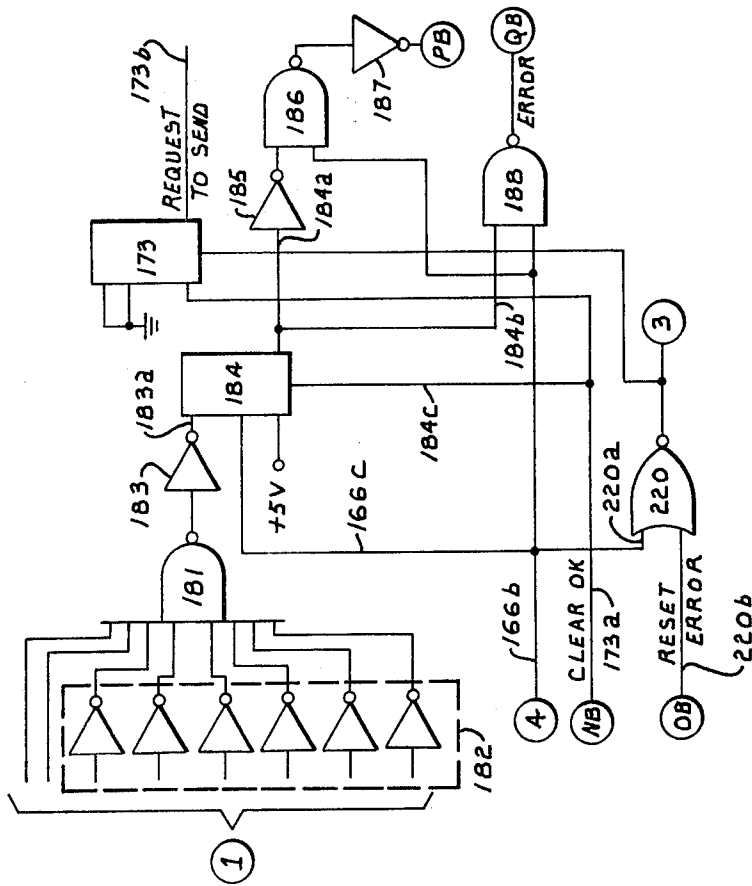 REQUEST
TO SEND
173b
173
185
186
187
PB
184a
183
183a
184
+5V
181
182
1
166C
184C
184b
188
ERROR
QB
A
166b
NB
CLEAR OK
173a
OB
RESET
ERROR
220b
220a
220
3